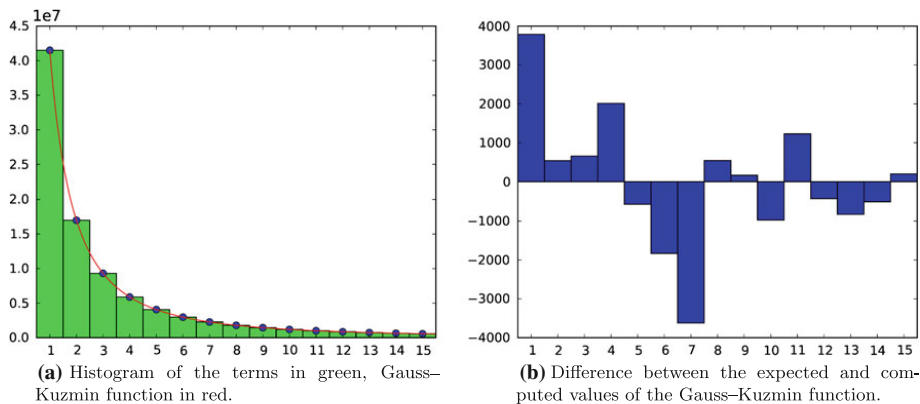 1e7
4.5
4.0
3.5
3.0
2.5
2.0
1.5
1.0
0.5
0.0
1 2 3 4 5 6 7 8 9 10 11 12 13 14 15
(a) Histogram of the terms in green, Gauss–
Kuzmin function in red.
4000
3000
2000
1000
0
−1000
−2000
−3000
−4000
1 2 3 4 5 6 7 8 9 10 11 12 13 14 15
(b) Difference between the expected and com-
puted values of the Gauss–Kuzmin function.